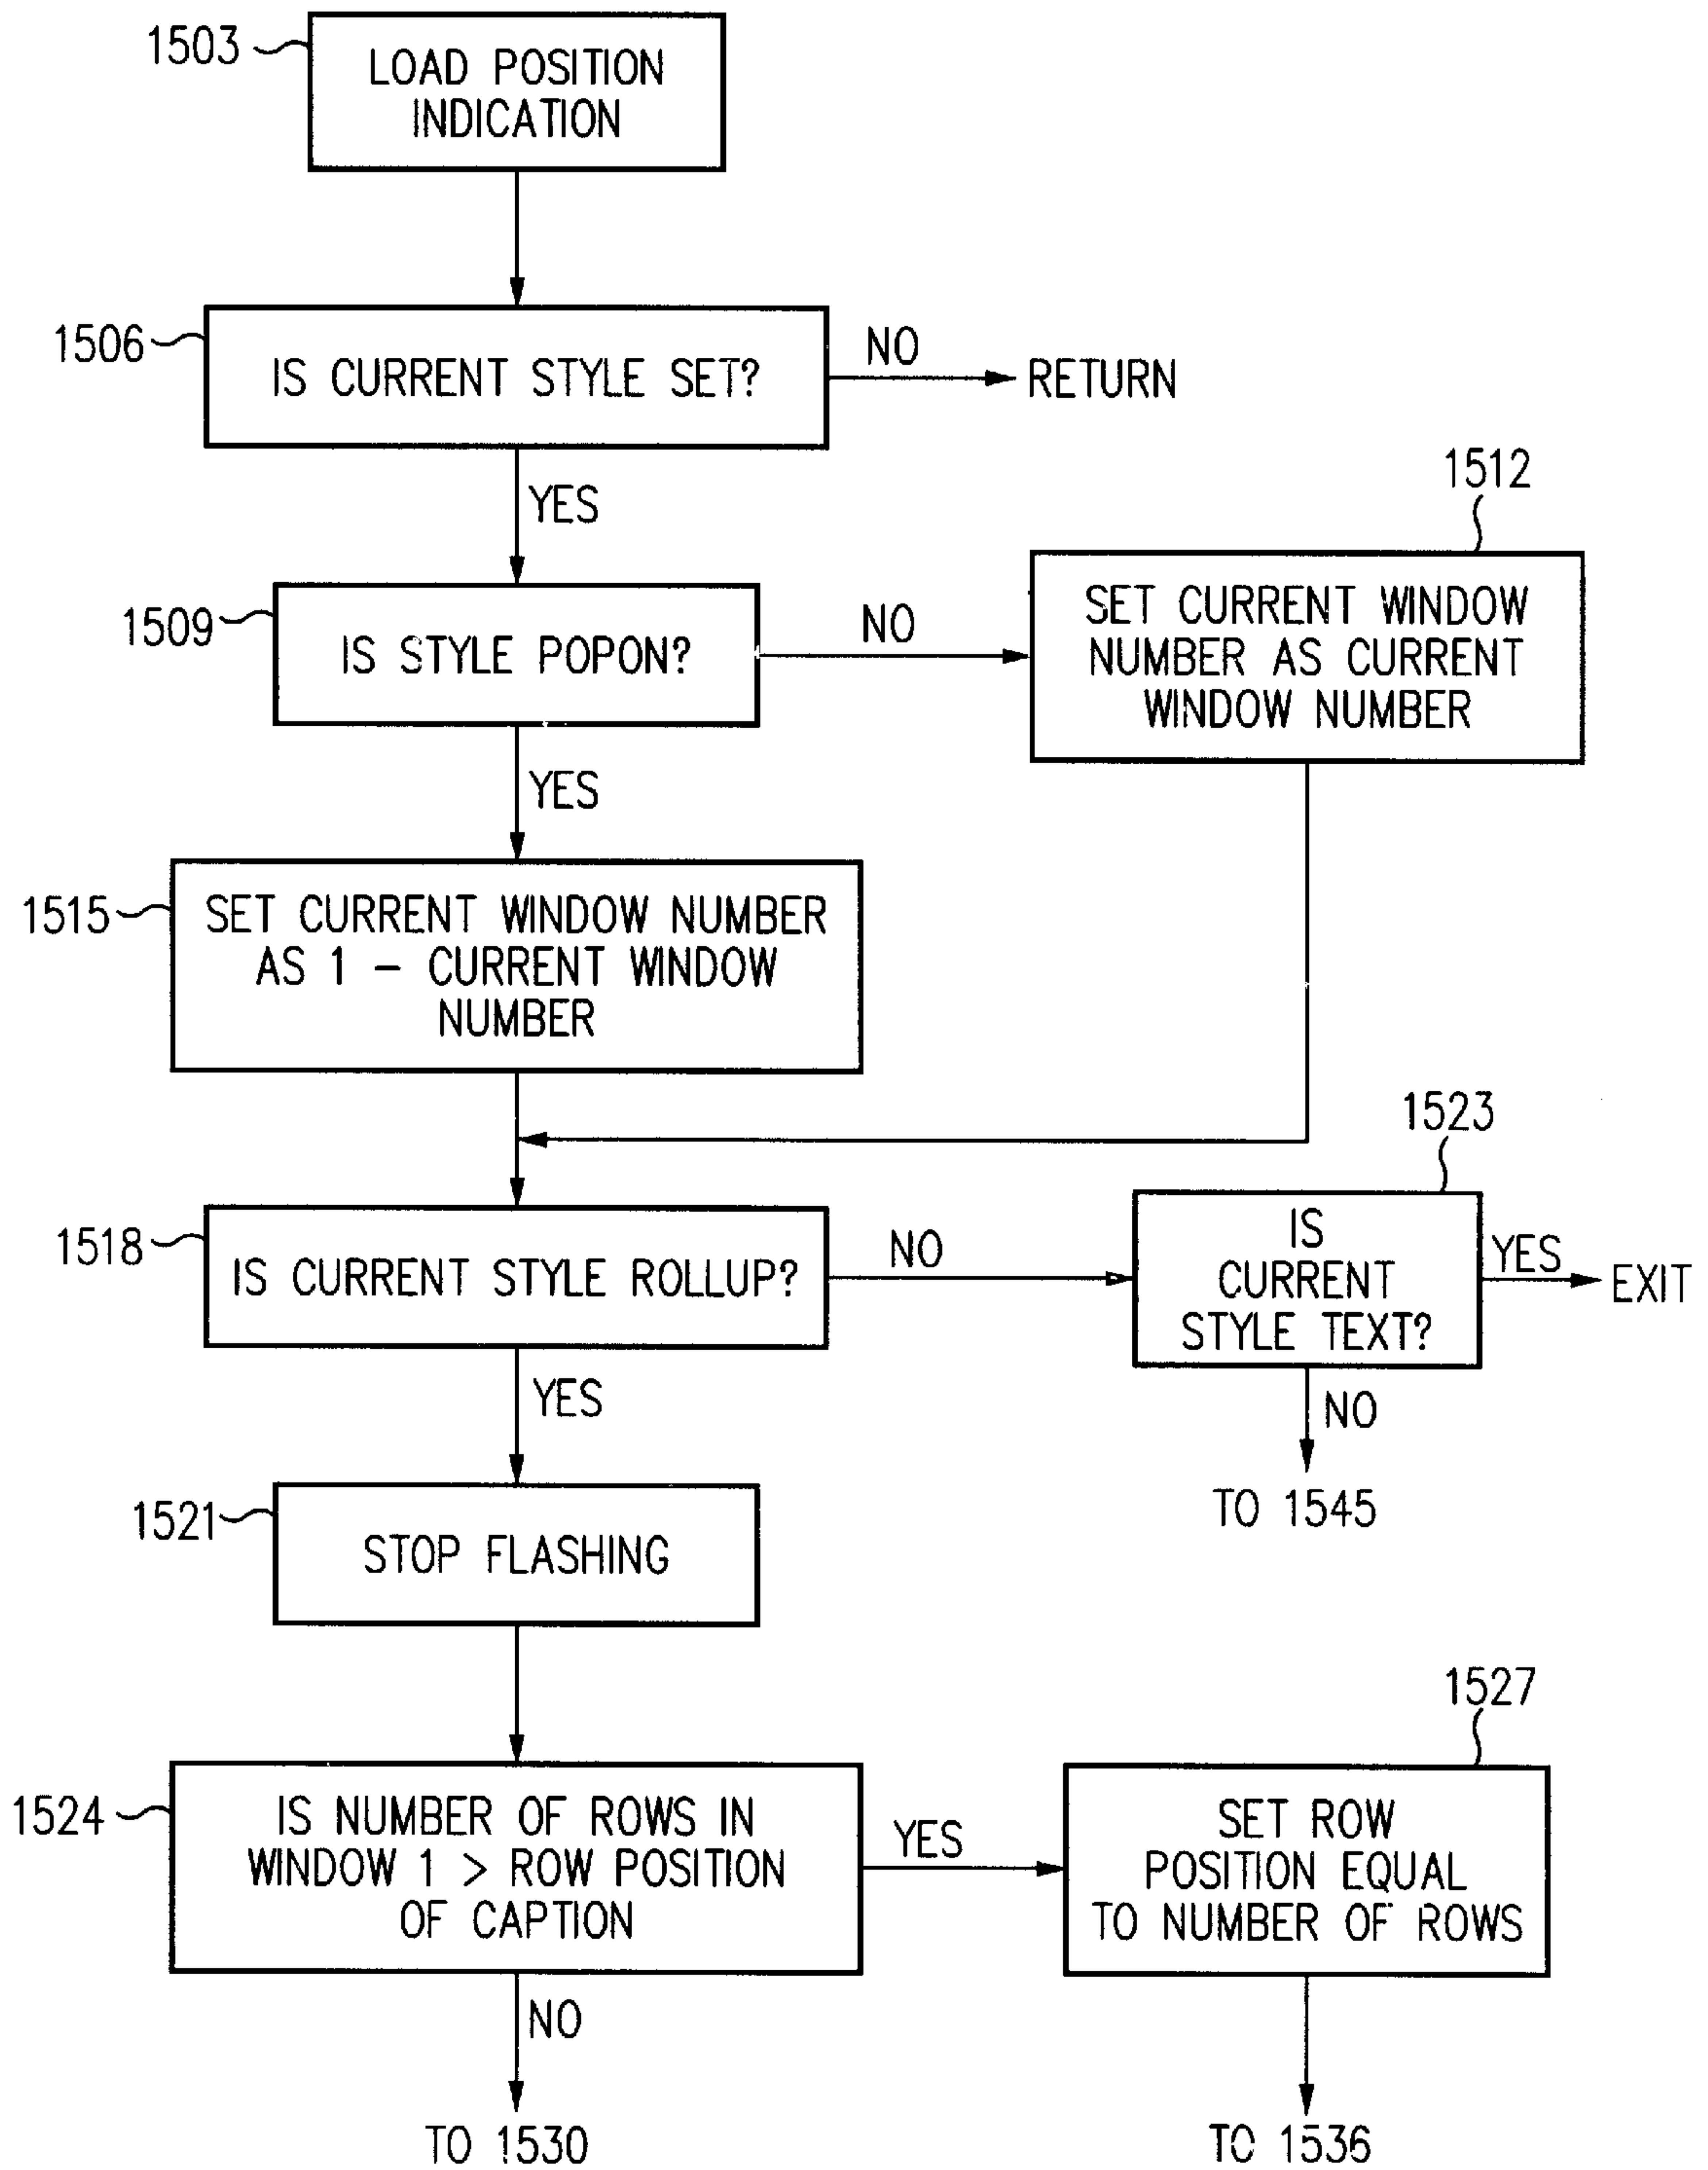 1503
LOAD POSITION
INDICATION
1506
IS CURRENT STYLE SET?
NO
RETURN
YES
1509
IS STYLE POPON?
NO
1512
SET CURRENT WINDOW
NUMBER AS CURRENT
WINDOW NUMBER
YES
1515
SET CURRENT WINDOW NUMBER
AS 1 – CURRENT WINDOW
NUMBER
1518
IS CURRENT STYLE ROLLUP?
NO
1523
IS
CURRENT
STYLE TEXT?
YES
EXIT
NO
TO 1545
YES
1521
STOP FLASHING
1524
IS NUMBER OF ROWS IN
WINDOW 1 > ROW POSITION
OF CAPTION
YES
1527
SET ROW
POSITION EQUAL
TO NUMBER OF ROWS
NO
TO 1530
TO 1536